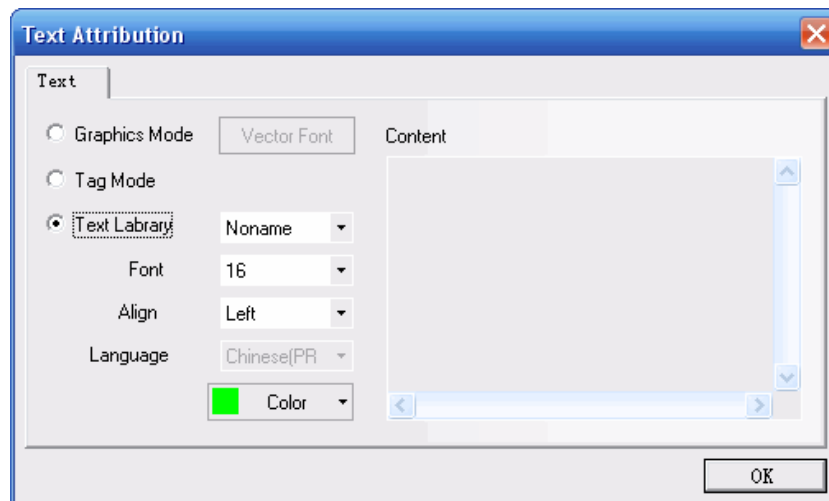 Text Attribution
Text
Graphics Mode Vector Font Content
Tag Mode
Text Labrary Noname
Font 16
Align Left
Language Chinese(PR
Color
OK